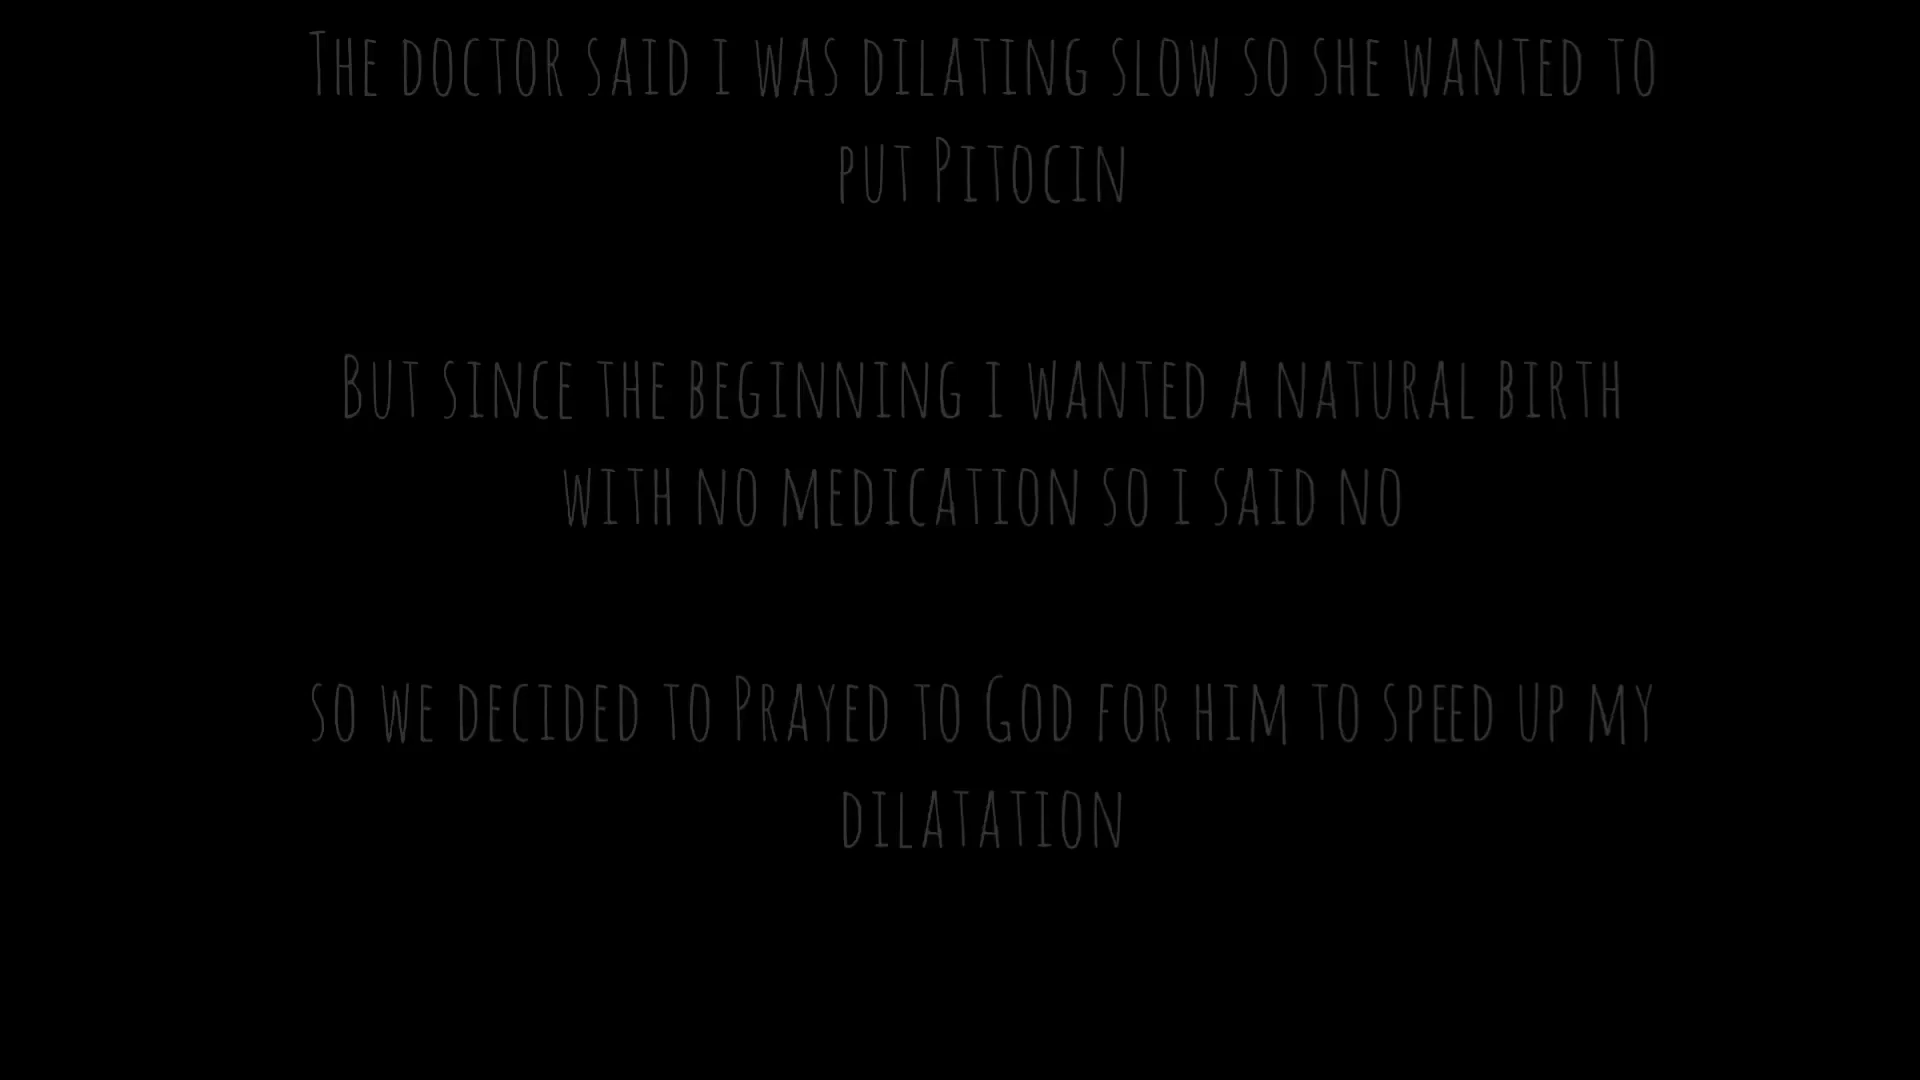 The doctor said i was dilating slow so she wanted to
put Pitocin
But since the beginning i wanted a natural birth
with no medication so i said no
so we decided to Prayed to God for him to speed up my
dilatation